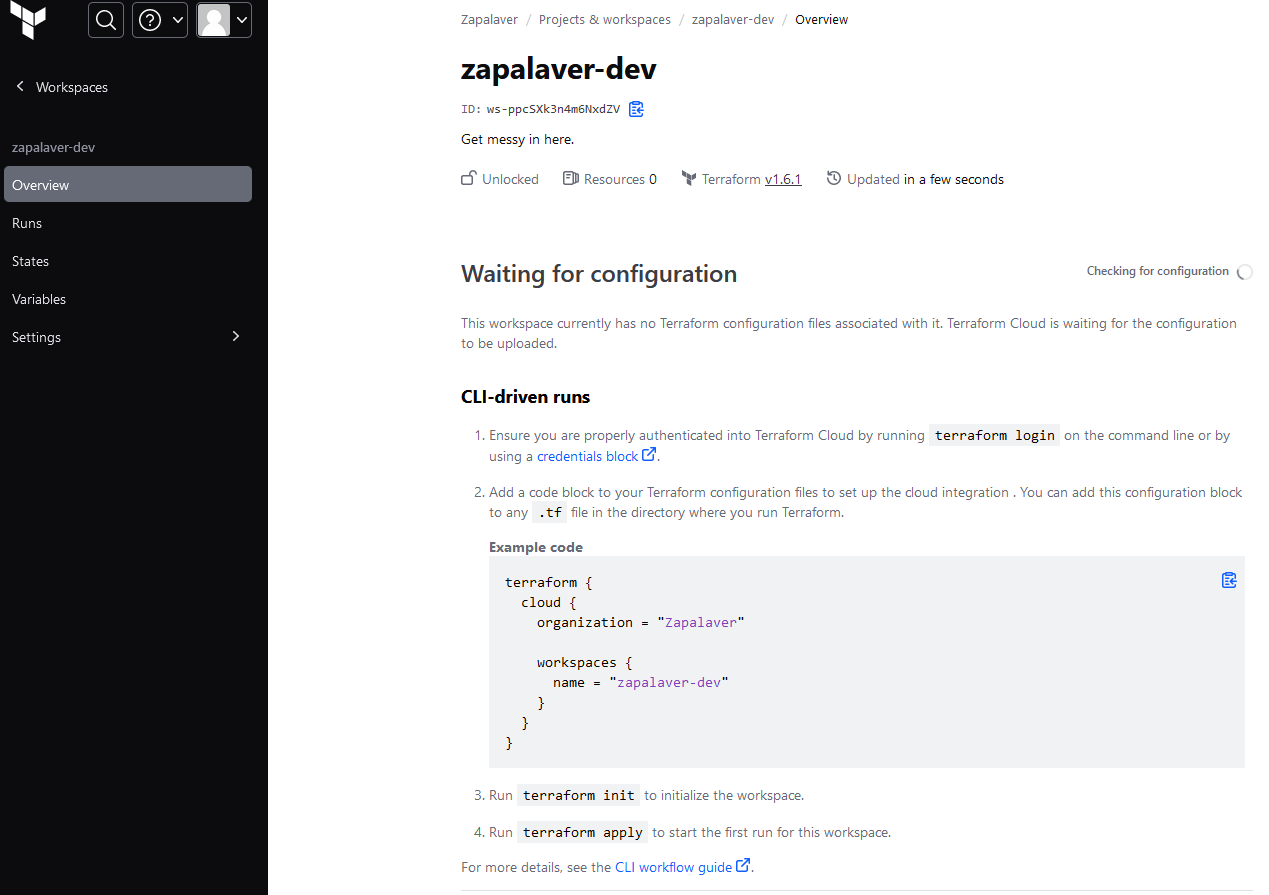 Workspaces
zapalaver-dev
Overview
Runs
States
Variables
Settings
Zapalaver / Projects & workspaces / zapalaver-dev / Overview
zapalaver-dev
ID: ws-ppcSXk3n4m6NxdZV
Get messy in here.
Unlocked Resources 0 Terraform v1.6.1 Updated in a few seconds
Waiting for configuration
Checking for configuration
This workspace currently has no Terraform configuration files associated with it. Terraform Cloud is waiting for the configuration
to be uploaded.
CLI-driven runs
1. Ensure you are properly authenticated into Terraform Cloud by running terraform login on the command line or by
using a credentials block.
2. Add a code block to your Terraform configuration files to set up the cloud integration . You can add this configuration block
to any .tf file in the directory where you run Terraform.
Example code
terraform {
  cloud {
    organization = "Zapalaver"

    workspaces {
      name = "zapalaver-dev"
    }
  }
}
3. Run terraform init to initialize the workspace.
4. Run terraform apply to start the first run for this workspace.
For more details, see the CLI workflow guide.